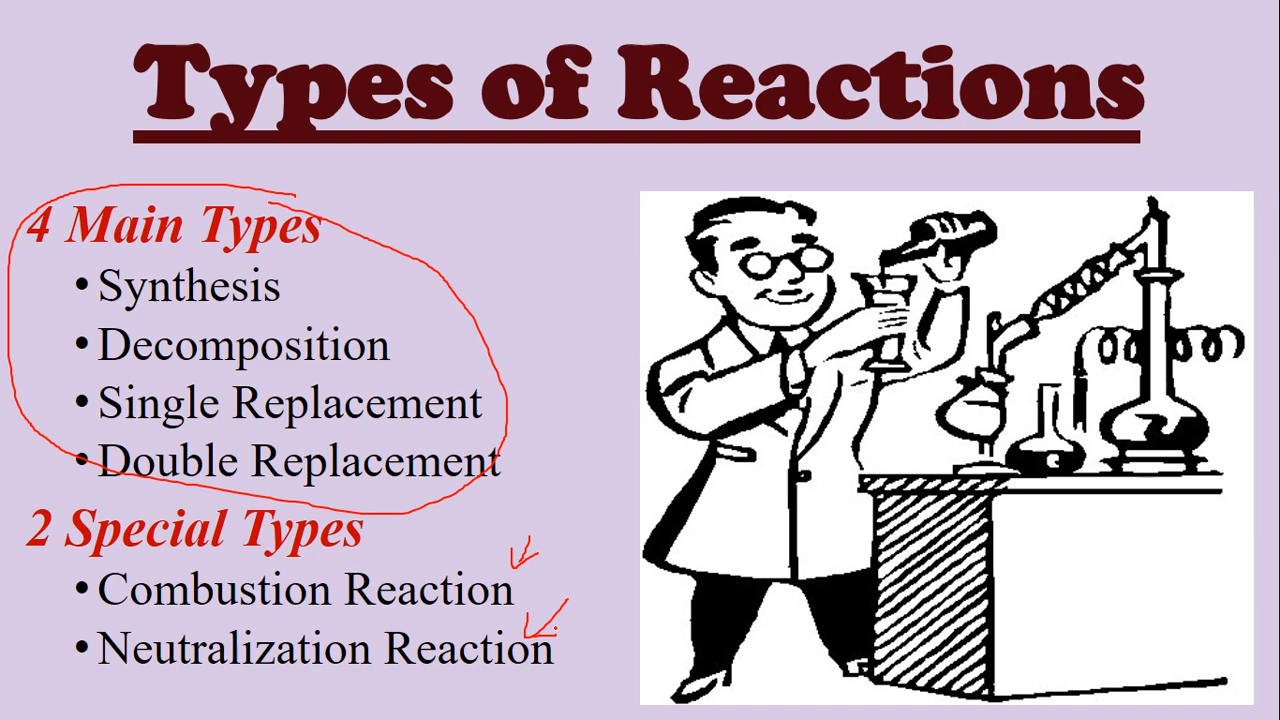 Types of Reactions
4 Main Types
• Synthesis
• Decomposition
• Single Replacement
• Double Replacement
2 Special Types
• Combustion Reaction
• Neutralization Reaction